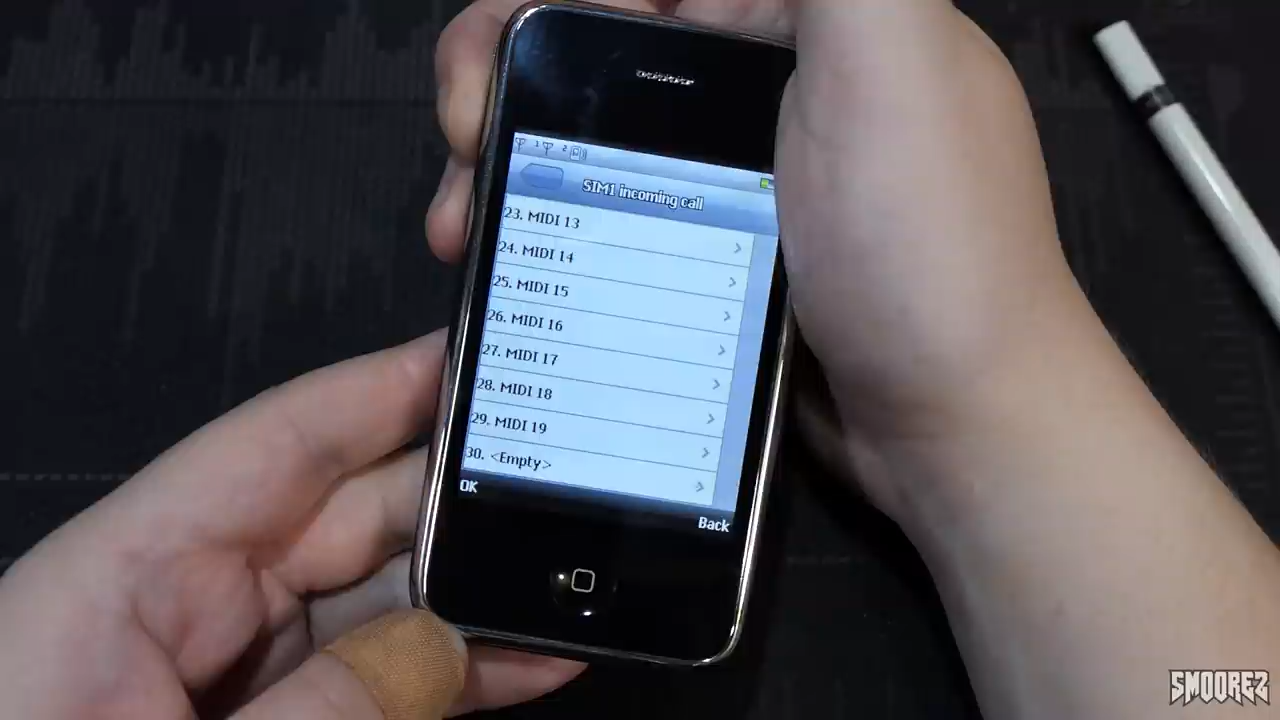 SIM1 incoming call
23. MIDI 13
24. MIDI 14
25. MIDI 15
26. MIDI 16
27. MIDI 17
28. MIDI 18
29. MIDI 19
30. <Empty>
OK
Back
SMOOREZ